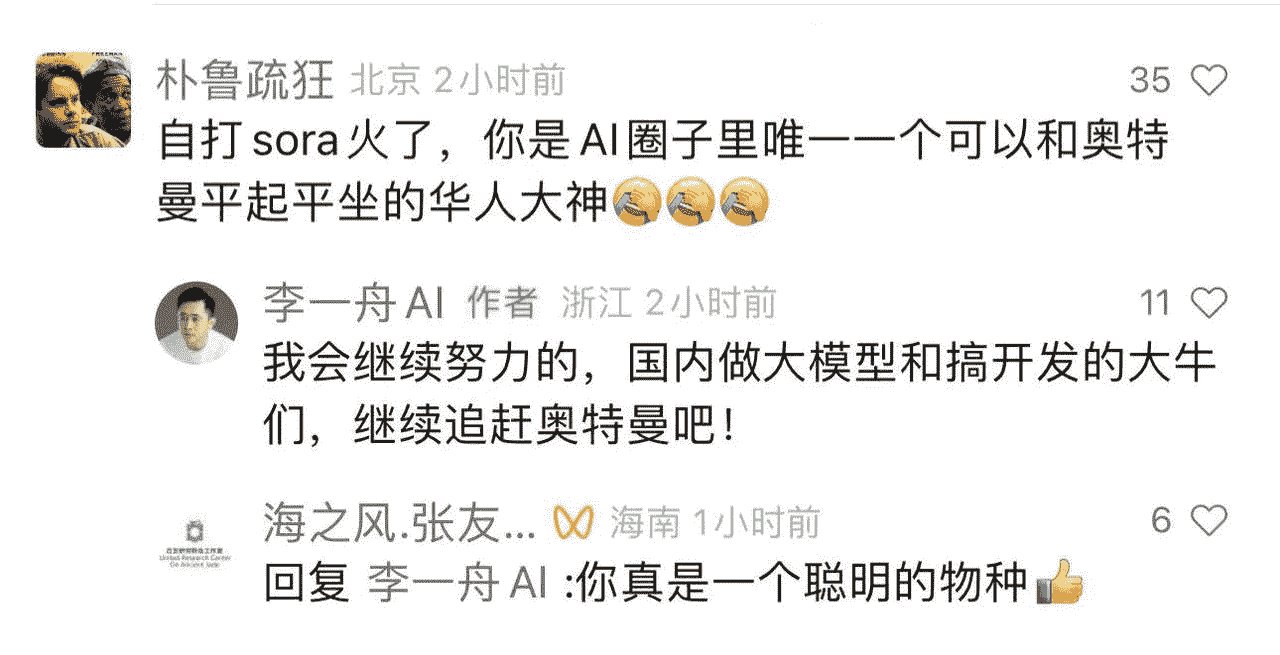 朴鲁疏狂 北京 2小时前 35
自打sora火了，你是AI圈子里唯一一个可以和奥特
曼平起平坐的华人大神🤦🤦🤦
李一舟AI 作者 浙江 2小时前 11
我会继续努力的，国内做大模型和搞开发的大牛
们，继续追赶奥特曼吧！
海之风.张友... 海南 1小时前 6
回复 李一舟AI :你真是一个聪明的物种👍
United Research Center
On Ancient Jade